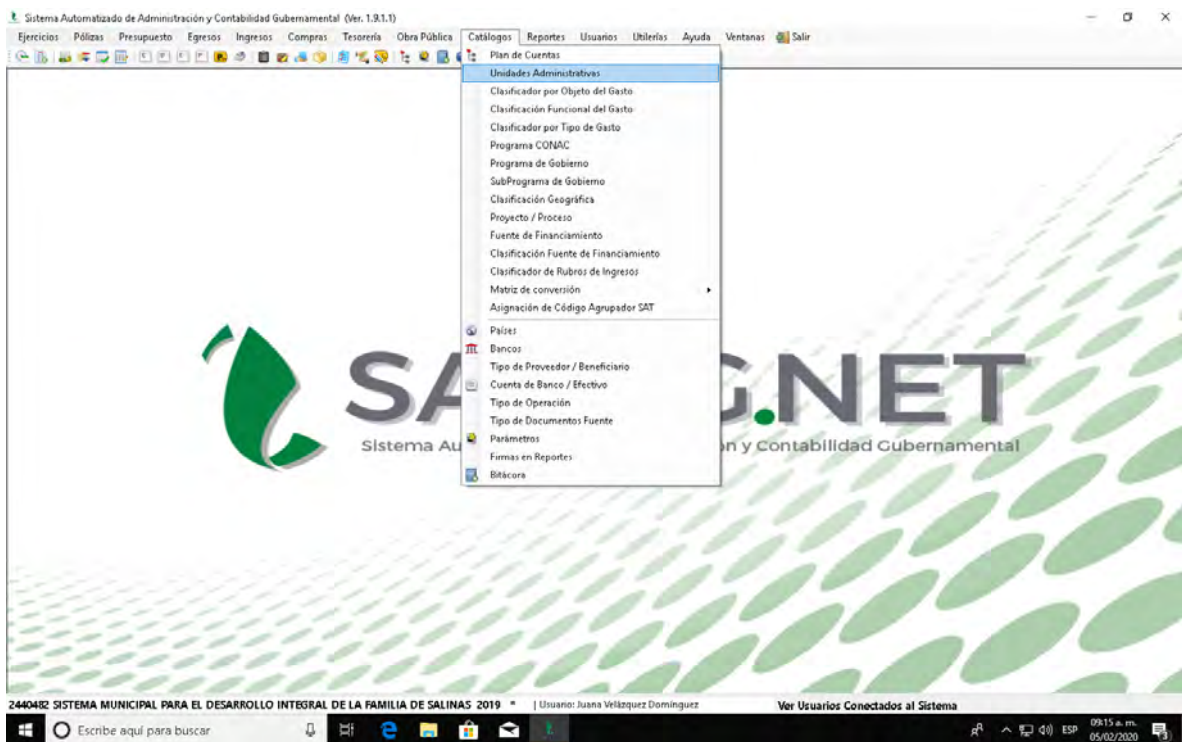 Sistema Automatizado de Administración y Contabilidad Gubernamental (Ver. 1.9.1.1)
Ejercicios Pólizas Presupuesto Egresos Ingresos Compras Tesorería Obra Pública Catálogos Reportes Usuarios Utilerías Ayuda Ventanas Salir
Plan de Cuentas
Unidades Administrativas
Clasificador por Objeto del Gasto
Clasificación Funcional del Gasto
Clasificador por Tipo de Gasto
Programa CONAC
Programa de Gobierno
SubPrograma de Gobierno
Clasificación Geográfica
Proyecto / Proceso
Fuente de Financiamiento
Clasificación Fuente de Financiamiento
Clasificador de Rubros de Ingresos
Matriz de conversión
Asignación de Código Agrupador SAT
Países
Bancos
Tipo de Proveedor / Beneficiario
Cuenta de Banco / Efectivo
Tipo de Operación
Tipo de Documentos Fuente
Parámetros
Firmas en Reportes
Bitácora
.NET
Sistema Au
n y Contabilidad Gubernamental
2440482 SISTEMA MUNICIPAL PARA EL DESARROLLO INTEGRAL DE LA FAMILIA DE SALINAS 2019 * | Usuario: Juana Velázquez Domínguez Ver Usuarios Conectados al Sistema
Escribe aquí para buscar
ESP
09:15 a. m.
05/02/2020